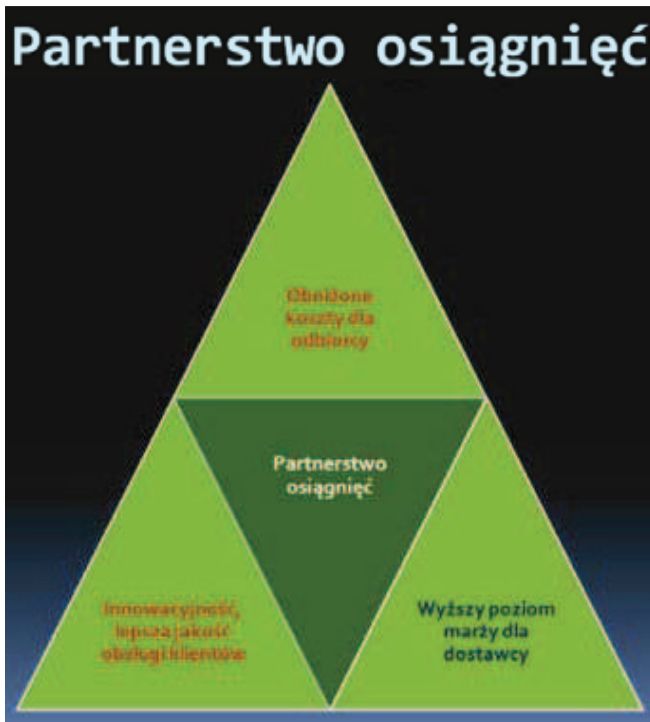 Partnerstwo osiągnięć
Obniżone
koszty dla
odbiorcy
Partnerstwo
osiągnięć
Innowacyjność,
lepsza jakość
obsługi klientów
Wyższy poziom
marży dla
dostawcy